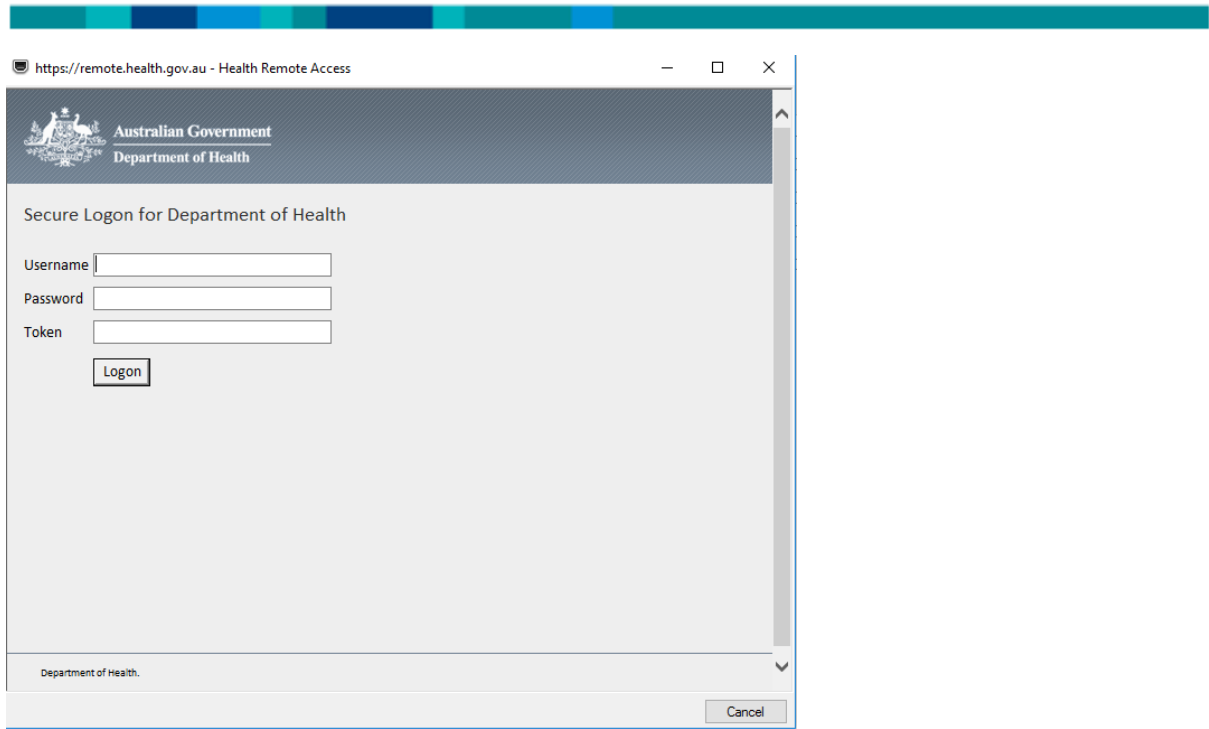 https://remote.health.gov.au - Health Remote Access
Australian Government
Department of Health
Secure Logon for Department of Health
Username
Password
Token
Logon
Department of Health.
Cancel